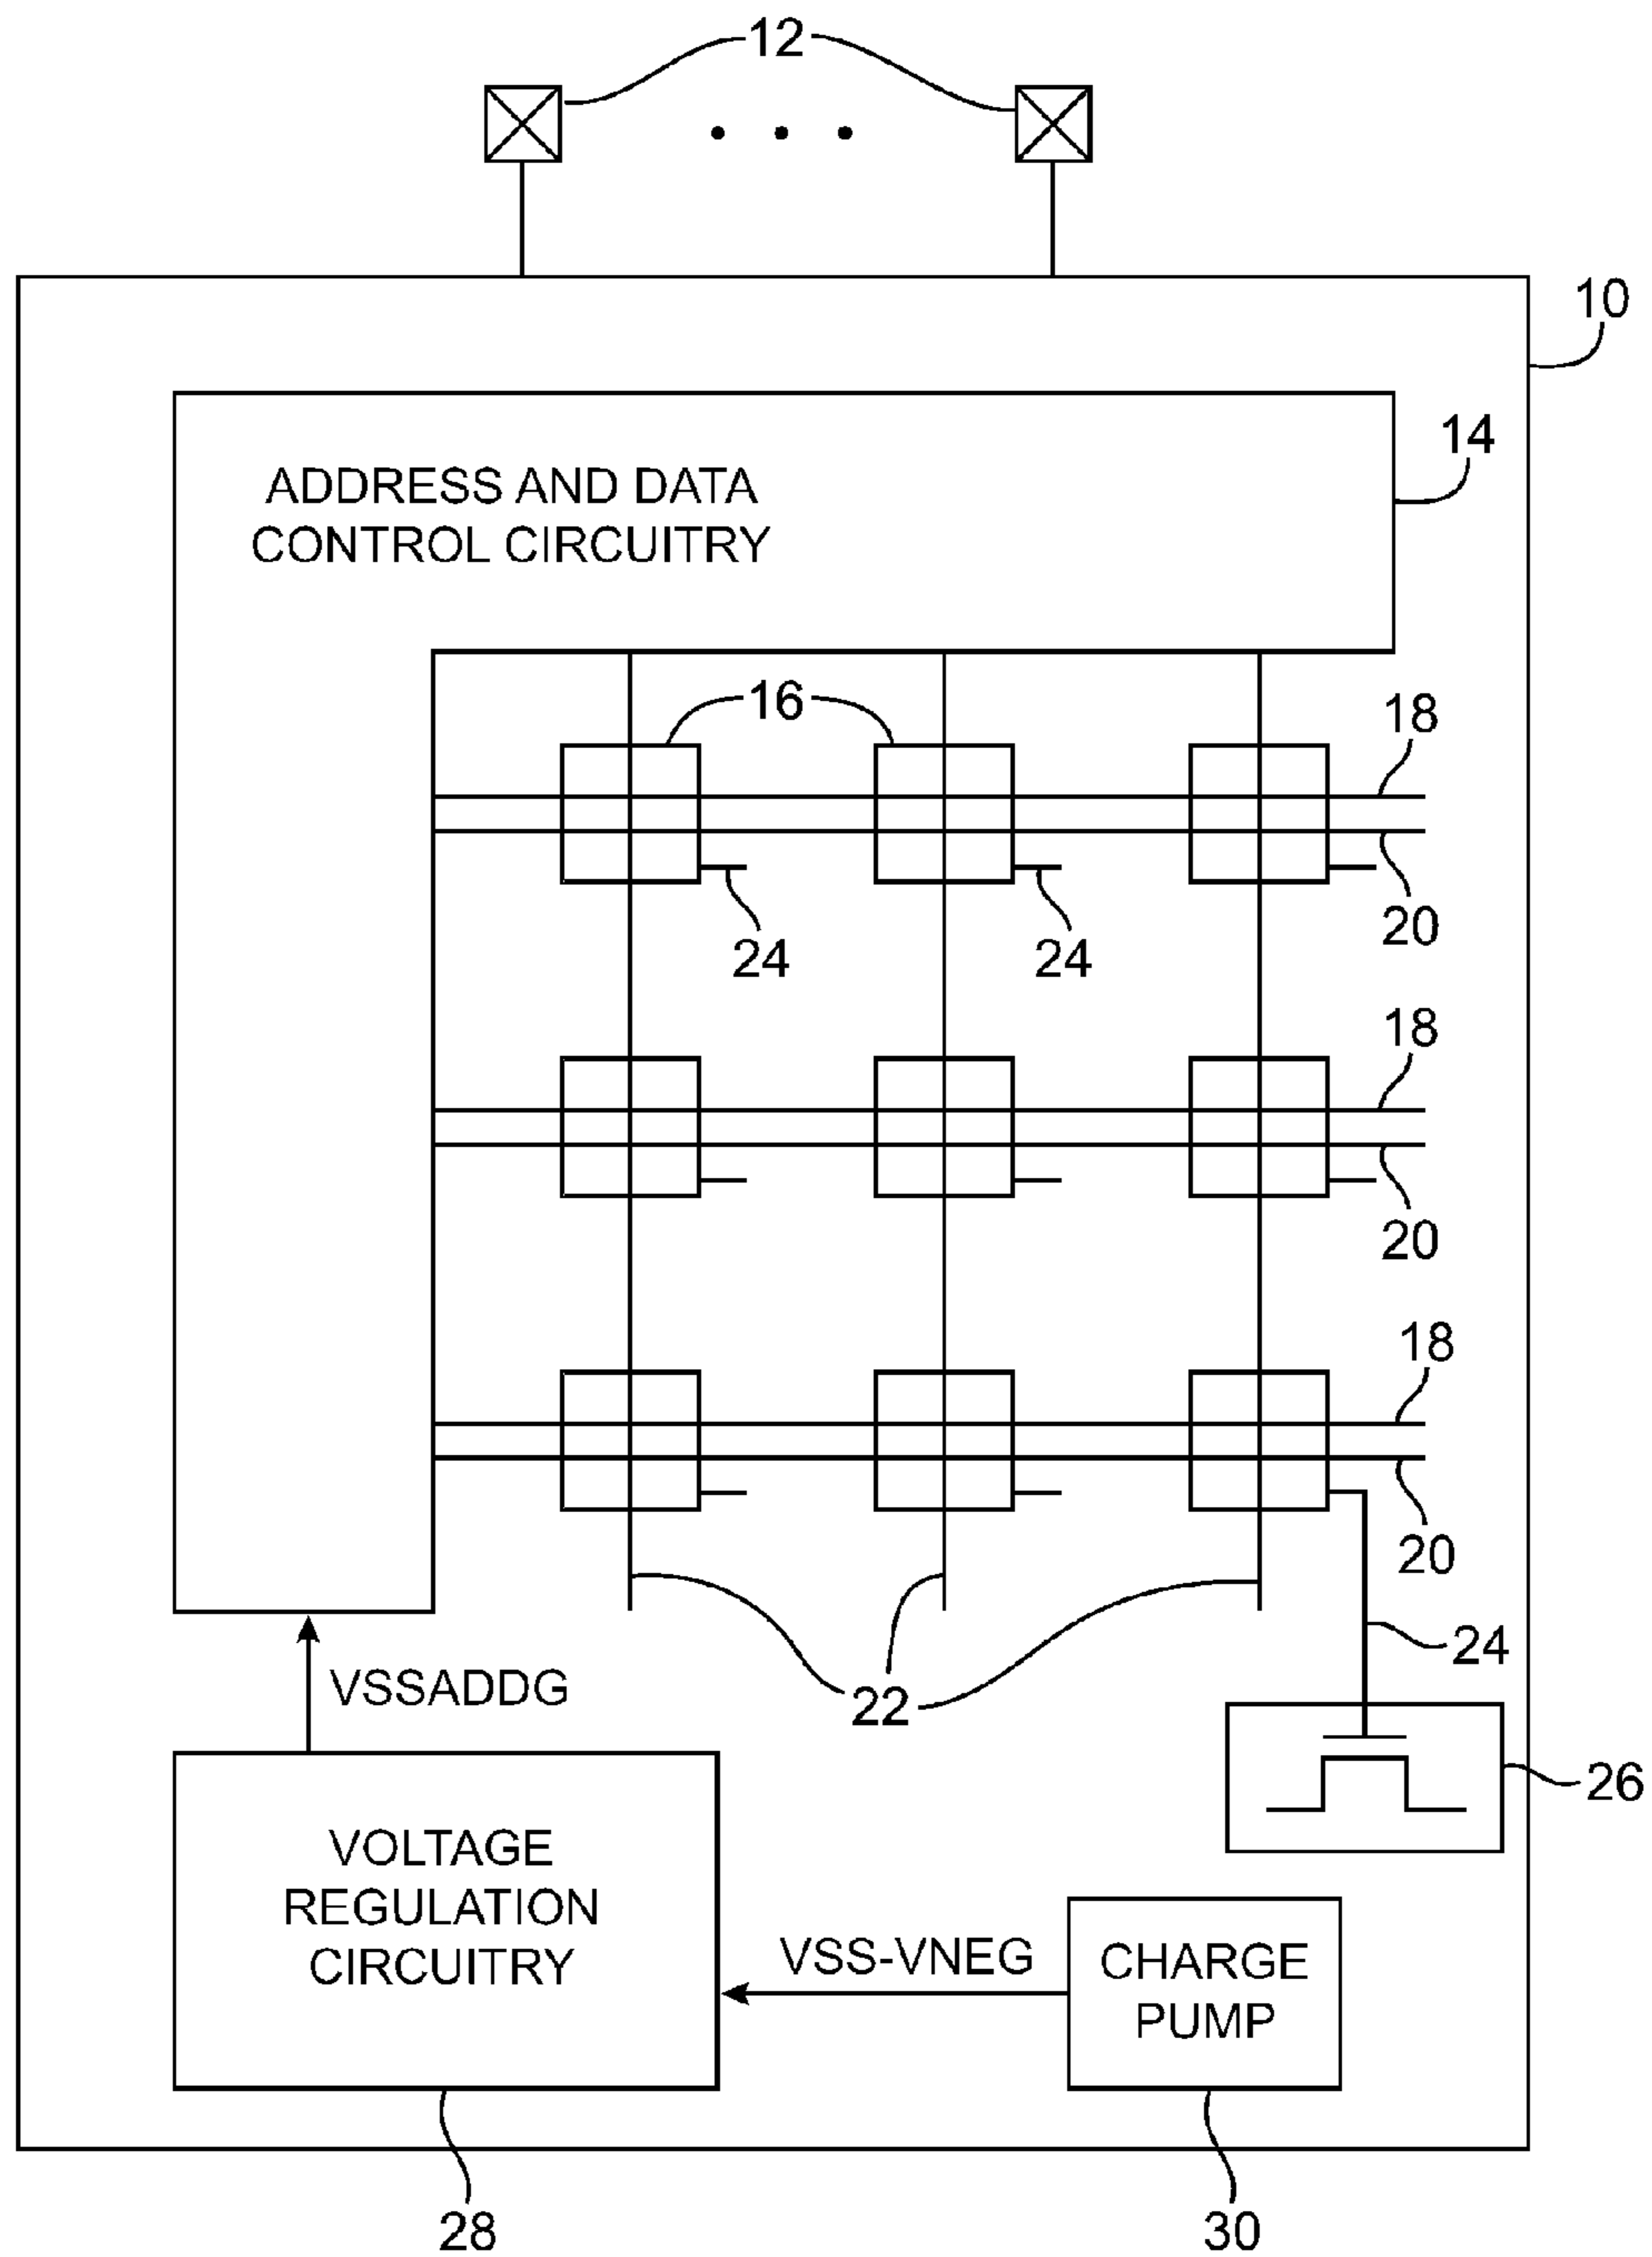 12
10
14
ADDRESS AND DATA
CONTROL CIRCUITRY
16
18
20
24
24
18
20
18
20
24
VSSADDG
22
26
VOLTAGE
REGULATION
CIRCUITRY
VSS-VNEG
CHARGE
PUMP
28
30